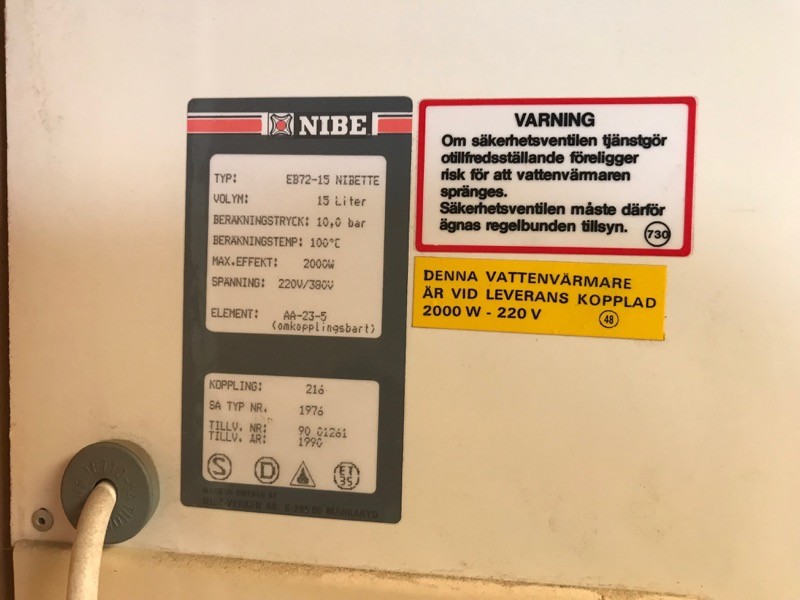 NIBE
TYP: EB72-15 NIBETTE
VOLYM: 15 Liter
BERÄKNINGSTRYCK: 10,0 bar
BERÄKNINGSTEMP: 100°C
MAX.EFFEKT: 2000W
SPÄNNING: 220V/380V
ELEMENT: AA-23-5
(omkopplingsbart)
KOPPLING: 216
SA TYP NR. 1976
TILLV. NR: 90 01261
TILLV. ÅR: 1990
S D ET
35
VARNING
Om säkerhetsventilen tjänstgör
otillfredsställande föreligger
risk för att vattenvärmaren
spränges.
Säkerhetsventilen måste därför
ägnas regelbunden tillsyn.
730
DENNA VATTENVÄRMARE
ÄR VID LEVERANS KOPPLAD
2000 W - 220 V
48